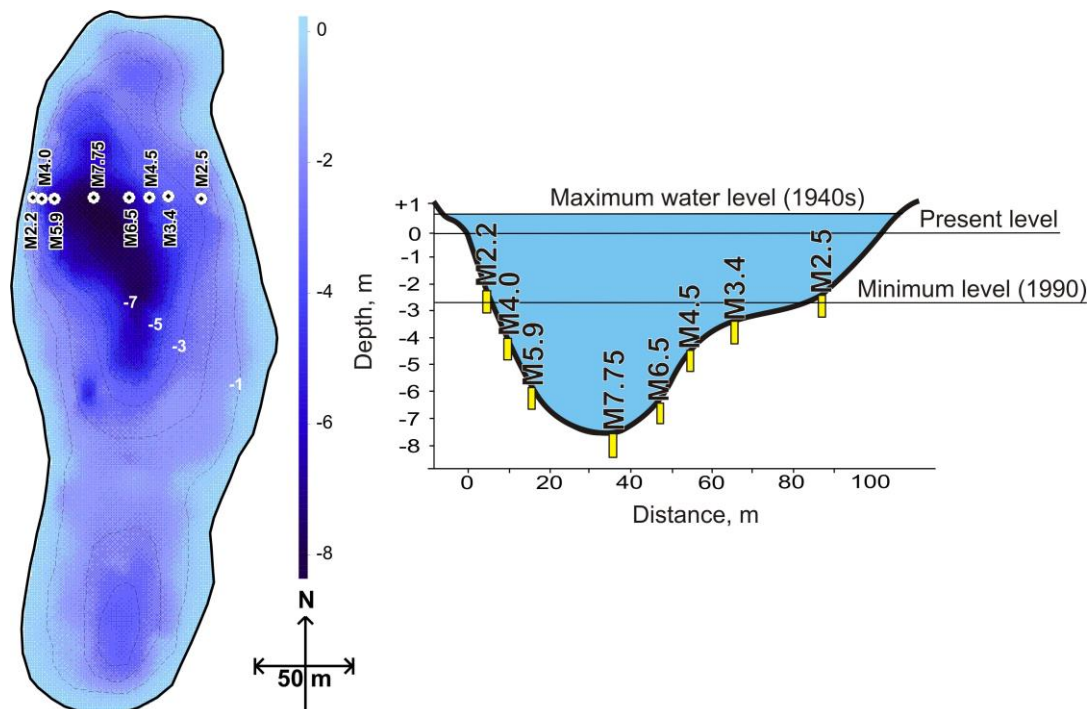 M2.2
M4.0
M5.9
M7.75
M6.5
M4.5
M3.4
M2.5
-7
-5
-3
-1
0
-2
-4
-6
-8
Depth, m
N
50 m
Maximum water level (1940s)
Present level
Minimum level (1990)
+1
0
-1
-2
-3
-4
-5
-6
-7
-8
M2.2
M4.0
M5.9
M7.75
M6.5
M4.5
M3.4
M2.5
0 20 40 60 80 100
Distance, m